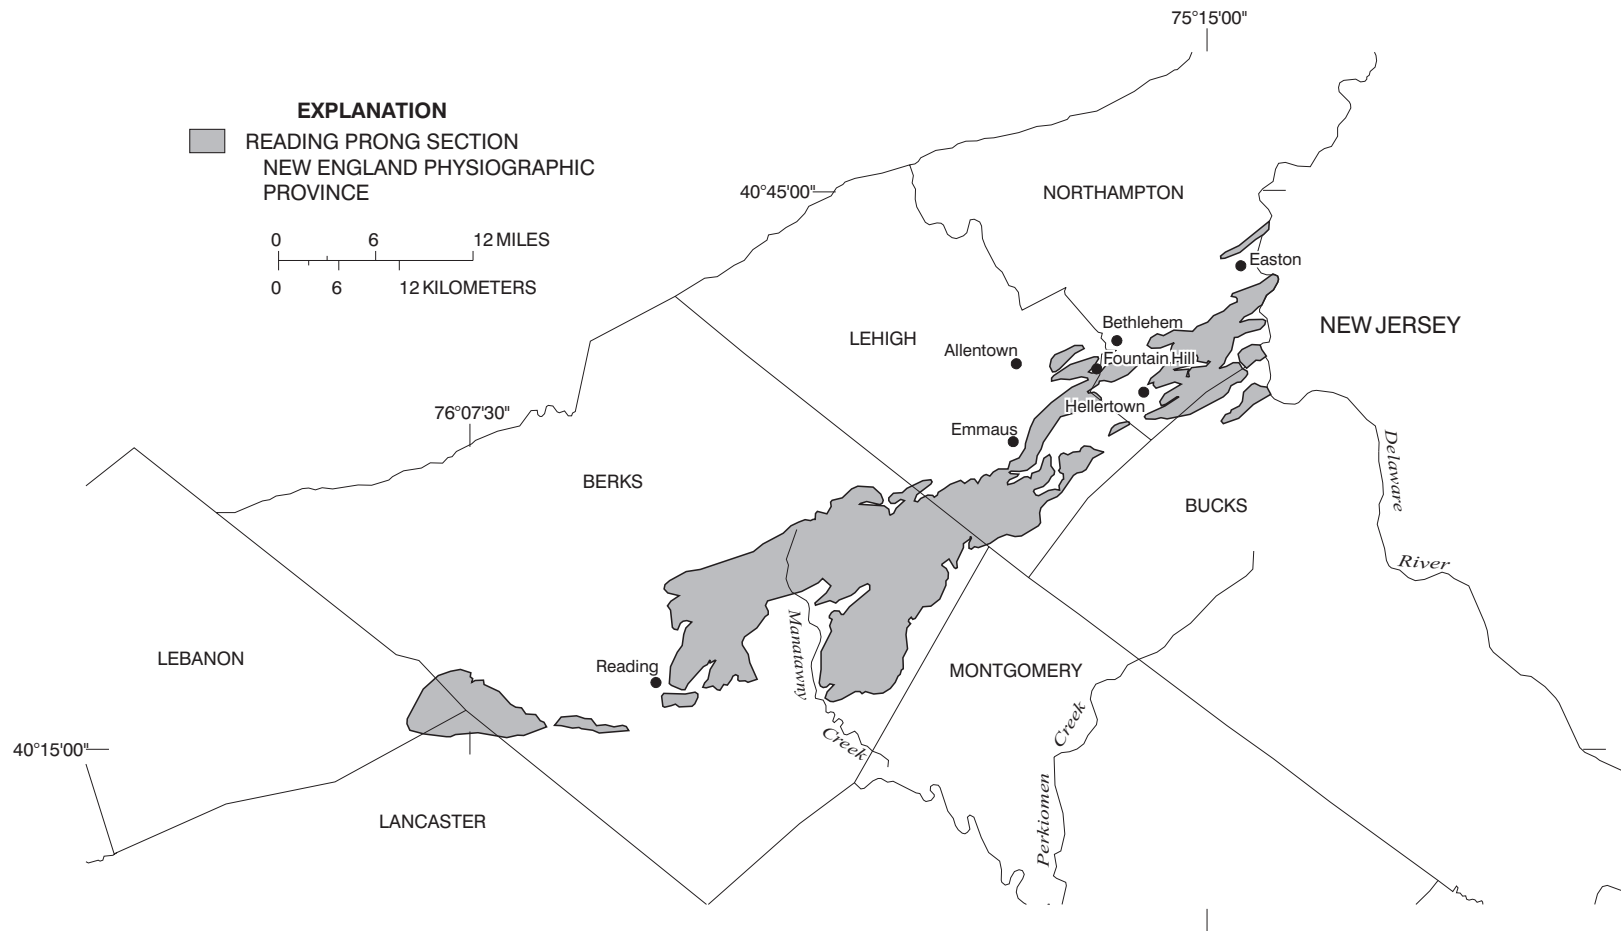 75°15'00"
EXPLANATION
READING PRONG SECTION
NEW ENGLAND PHYSIOGRAPHIC
PROVINCE
40°45'00"
NORTHAMPTON
0 6 12 MILES
0 6 12 KILOMETERS
Easton
NEW JERSEY
LEHIGH
Bethlehem
Allentown
Fountain Hill
Hellertown
76°07'30"
Emmaus
Delaware
River
BERKS
BUCKS
Manatawny
Creek
LEBANON
Reading
MONTGOMERY
Perkiomen
Creek
40°15'00"
LANCASTER